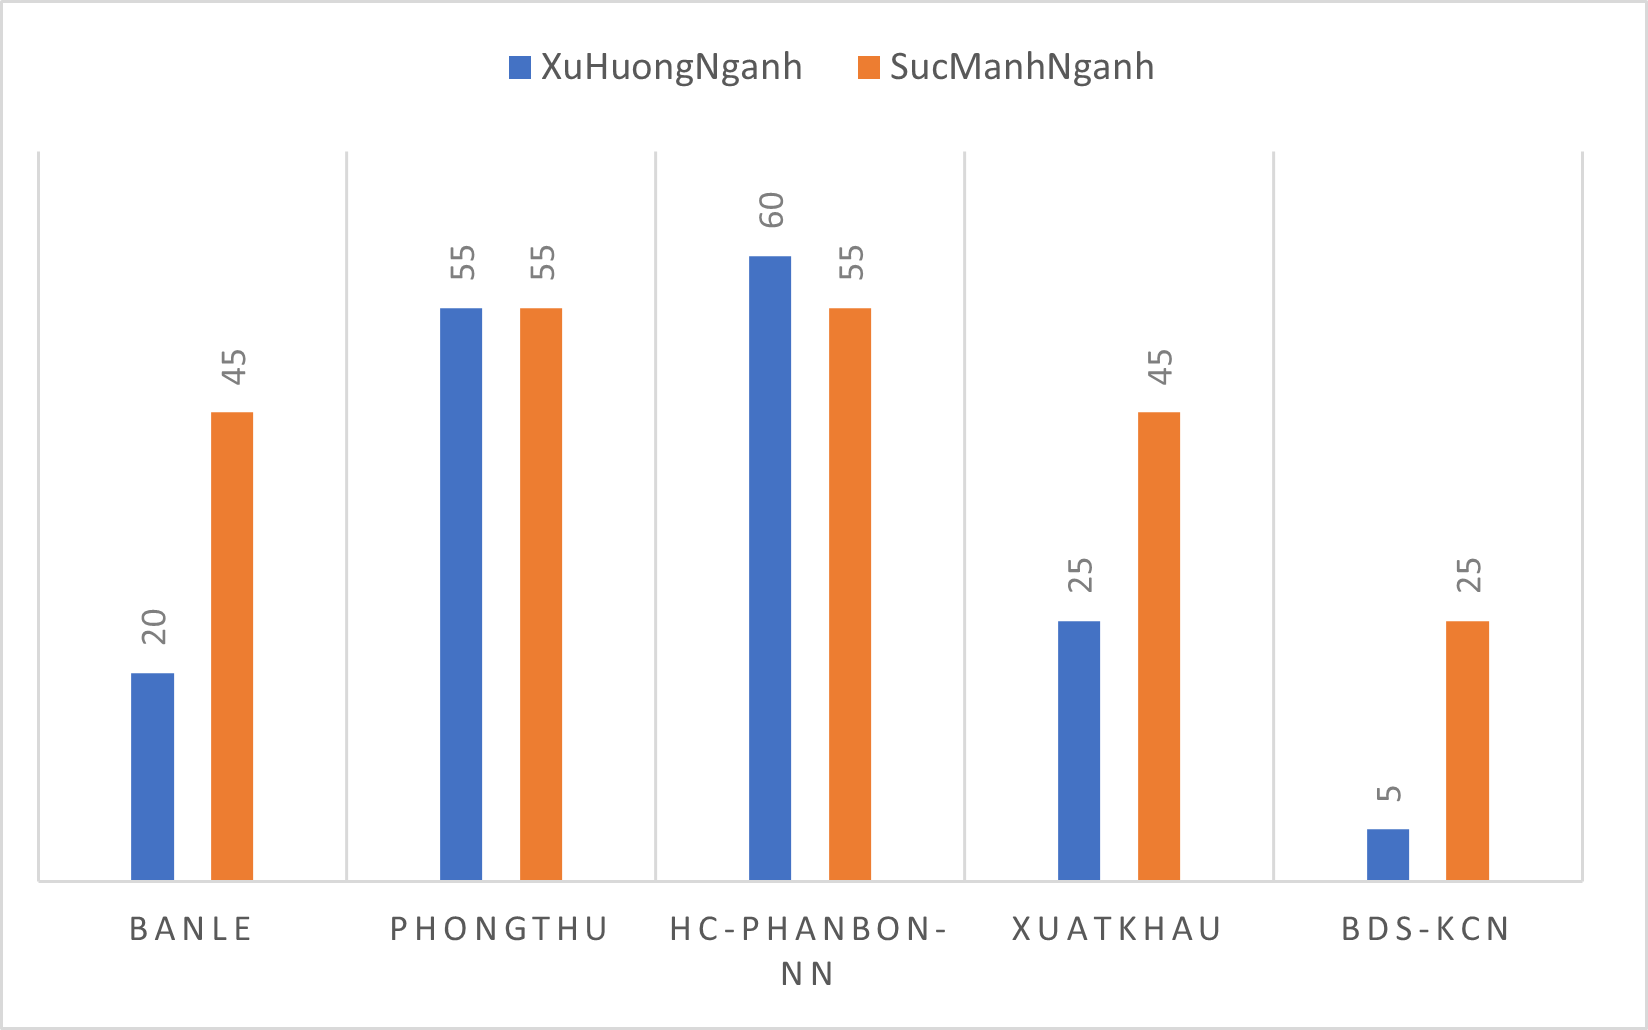 XuHuongNganh SucManhNganh
20 45 55 55 60 55 25 45 5 25
BANLE PHONGTHU HC-PHANBON- XUATKHAU BDS-KCN
NN